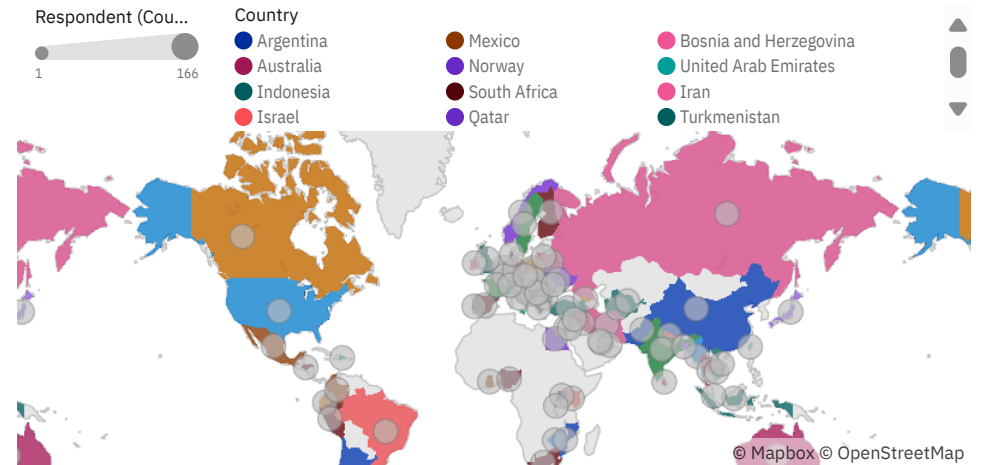 Respondent (Cou...
1
166
Country
Argentina
Australia
Indonesia
Israel
Mexico
Norway
South Africa
Qatar
Bosnia and Herzegovina
United Arab Emirates
Iran
Turkmenistan
© Mapbox © OpenStreetMap